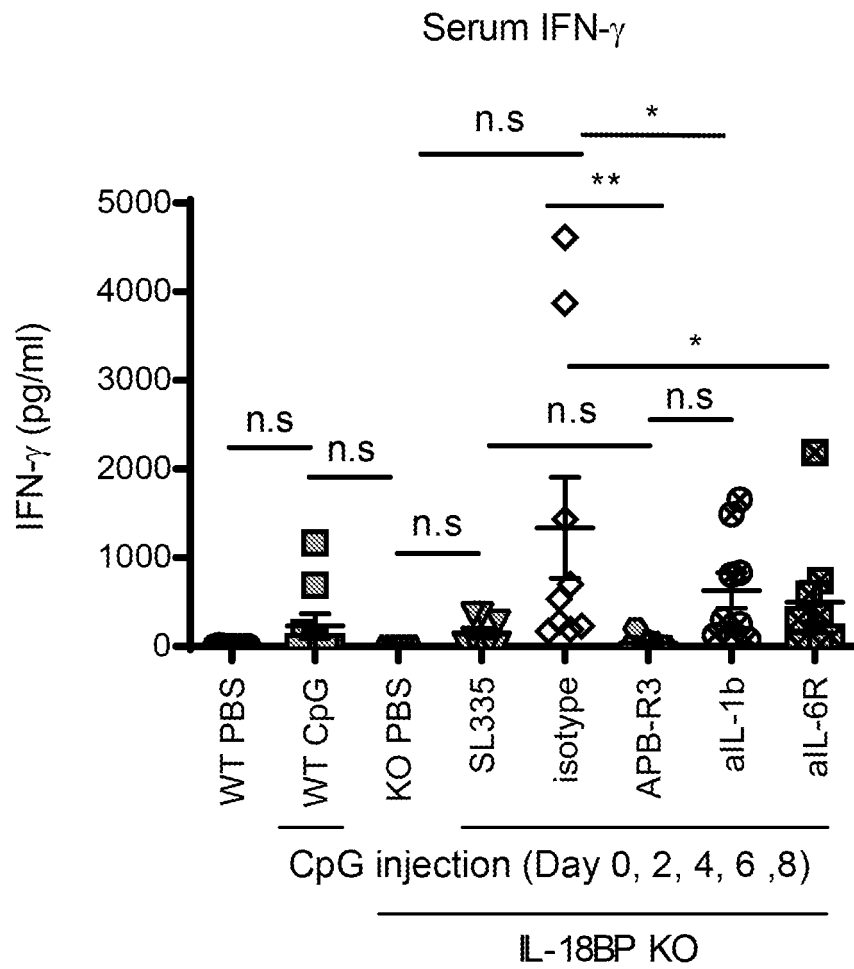 Serum IFN-γ
n.s
*
**
5000
4000
3000
2000
1000
0
IFN-γ (pg/ml)
*
n.s
n.s
n.s
n.s
n.s
WT PBS
WT CpG
KO PBS
SL335
isotype
APB-R3
aIL-1b
aIL-6R
CpG injection (Day 0, 2, 4, 6 ,8)
IL-18BP KO